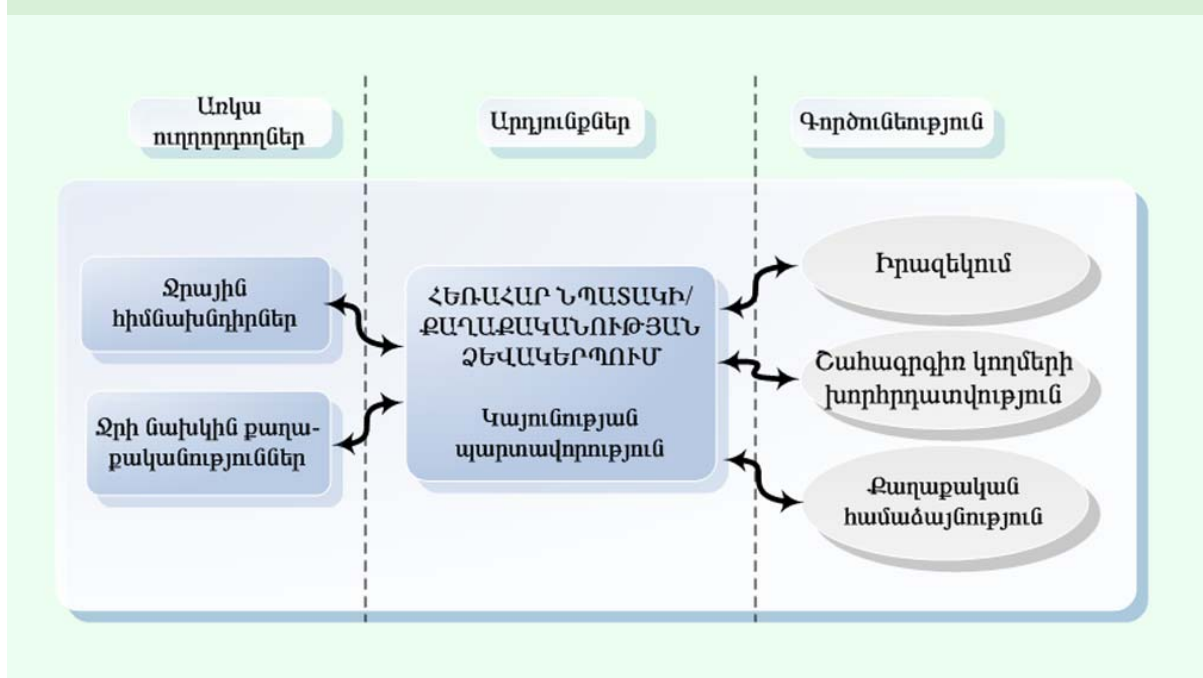 Առկա
ուղղորդողներ
Արդյունքներ
Գործունեություն
Ջրային
հիմնախնդիրներ
Ջրի նախկին քաղա-
քականություններ
ՀԵՌԱՀԱՐ ՆՊԱՏԱԿԻ/
ՔԱՂԱՔԱԿԱՆՈՒԹՅԱՆ
ՁԵՎԱԿԵՐՊՈՒՄ
Կայունության
պարտավորություն
Իրազեկում
Շահագրգիռ կողմերի
խորհրդատվություն
Քաղաքական
համաձայնություն